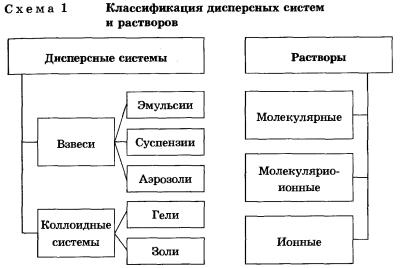 Схема 1 Классификация дисперсных систем
и растворов
Дисперсные системы
Растворы
Взвеси
Эмульсии
Суспензии
Аэрозоли
Коллоидные
системы
Гели
Золи
Молекулярные
Молекулярио-
ионные
Ионные